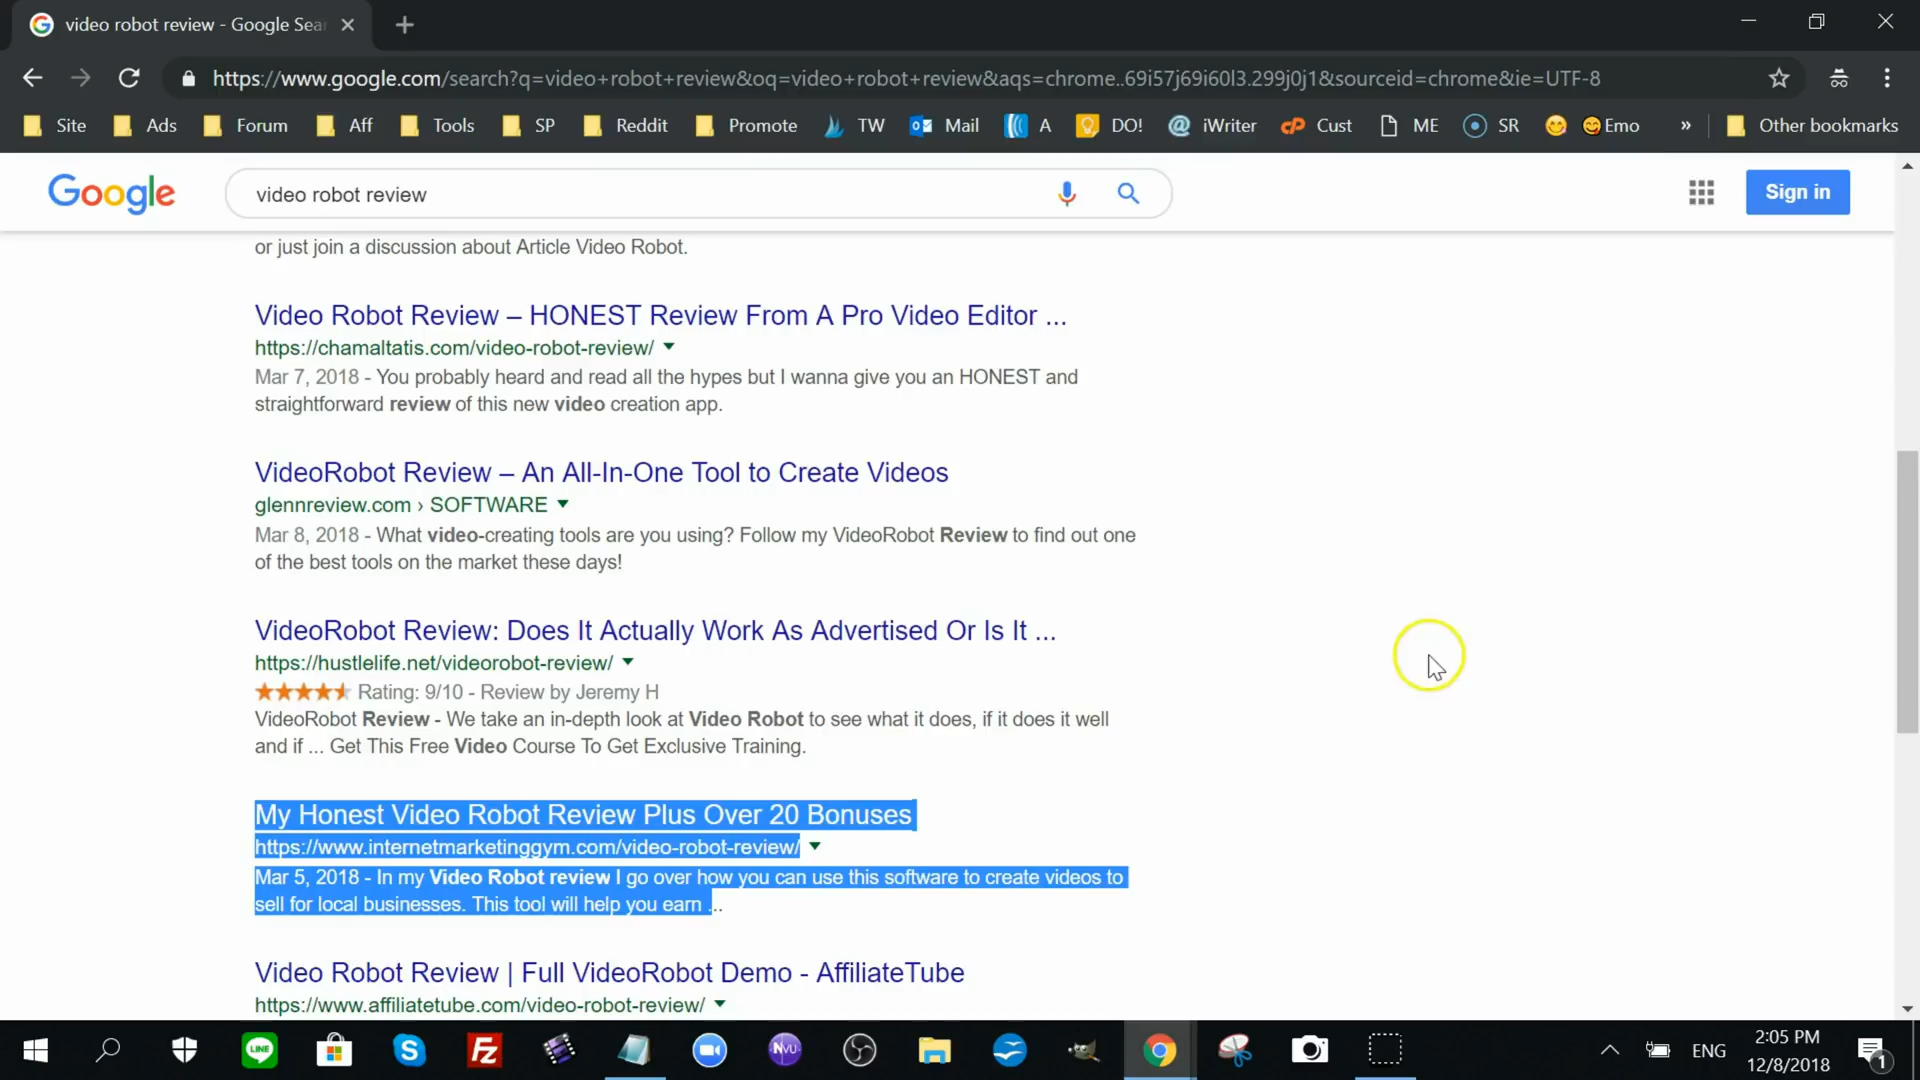 video robot review - Google Sear
https://www.google.com/search?q=video+robot+review&oq=video+robot+review&aqs=chrome..69i57j69i60l3.299j0j1&sourceid=chrome&ie=UTF-8
Site Ads Forum Aff Tools SP Reddit Promote TW Mail A DO! iWriter Cust ME SR Emo » Other bookmarks
Google video robot review Sign in
or just join a discussion about Article Video Robot.
Video Robot Review – HONEST Review From A Pro Video Editor ...
https://chamaltatis.com/video-robot-review/
Mar 7, 2018 - You probably heard and read all the hypes but I wanna give you an HONEST and
straightforward review of this new video creation app.
VideoRobot Review – An All-In-One Tool to Create Videos
glennreview.com › SOFTWARE
Mar 8, 2018 - What video-creating tools are you using? Follow my VideoRobot Review to find out one
of the best tools on the market these days!
VideoRobot Review: Does It Actually Work As Advertised Or Is It ...
https://hustlelife.net/videorobot-review/
Rating: 9/10 - Review by Jeremy H
VideoRobot Review - We take an in-depth look at Video Robot to see what it does, if it does it well
and if ... Get This Free Video Course To Get Exclusive Training.
My Honest Video Robot Review Plus Over 20 Bonuses
https://www.internetmarketinggym.com/video-robot-review/
Mar 5, 2018 - In my Video Robot review I go over how you can use this software to create videos to
sell for local businesses. This tool will help you earn ...
Video Robot Review | Full VideoRobot Demo - AffiliateTube
https://www.affiliatetube.com/video-robot-review/
LINE NVU ENG 2:05 PM
12/8/2018 1